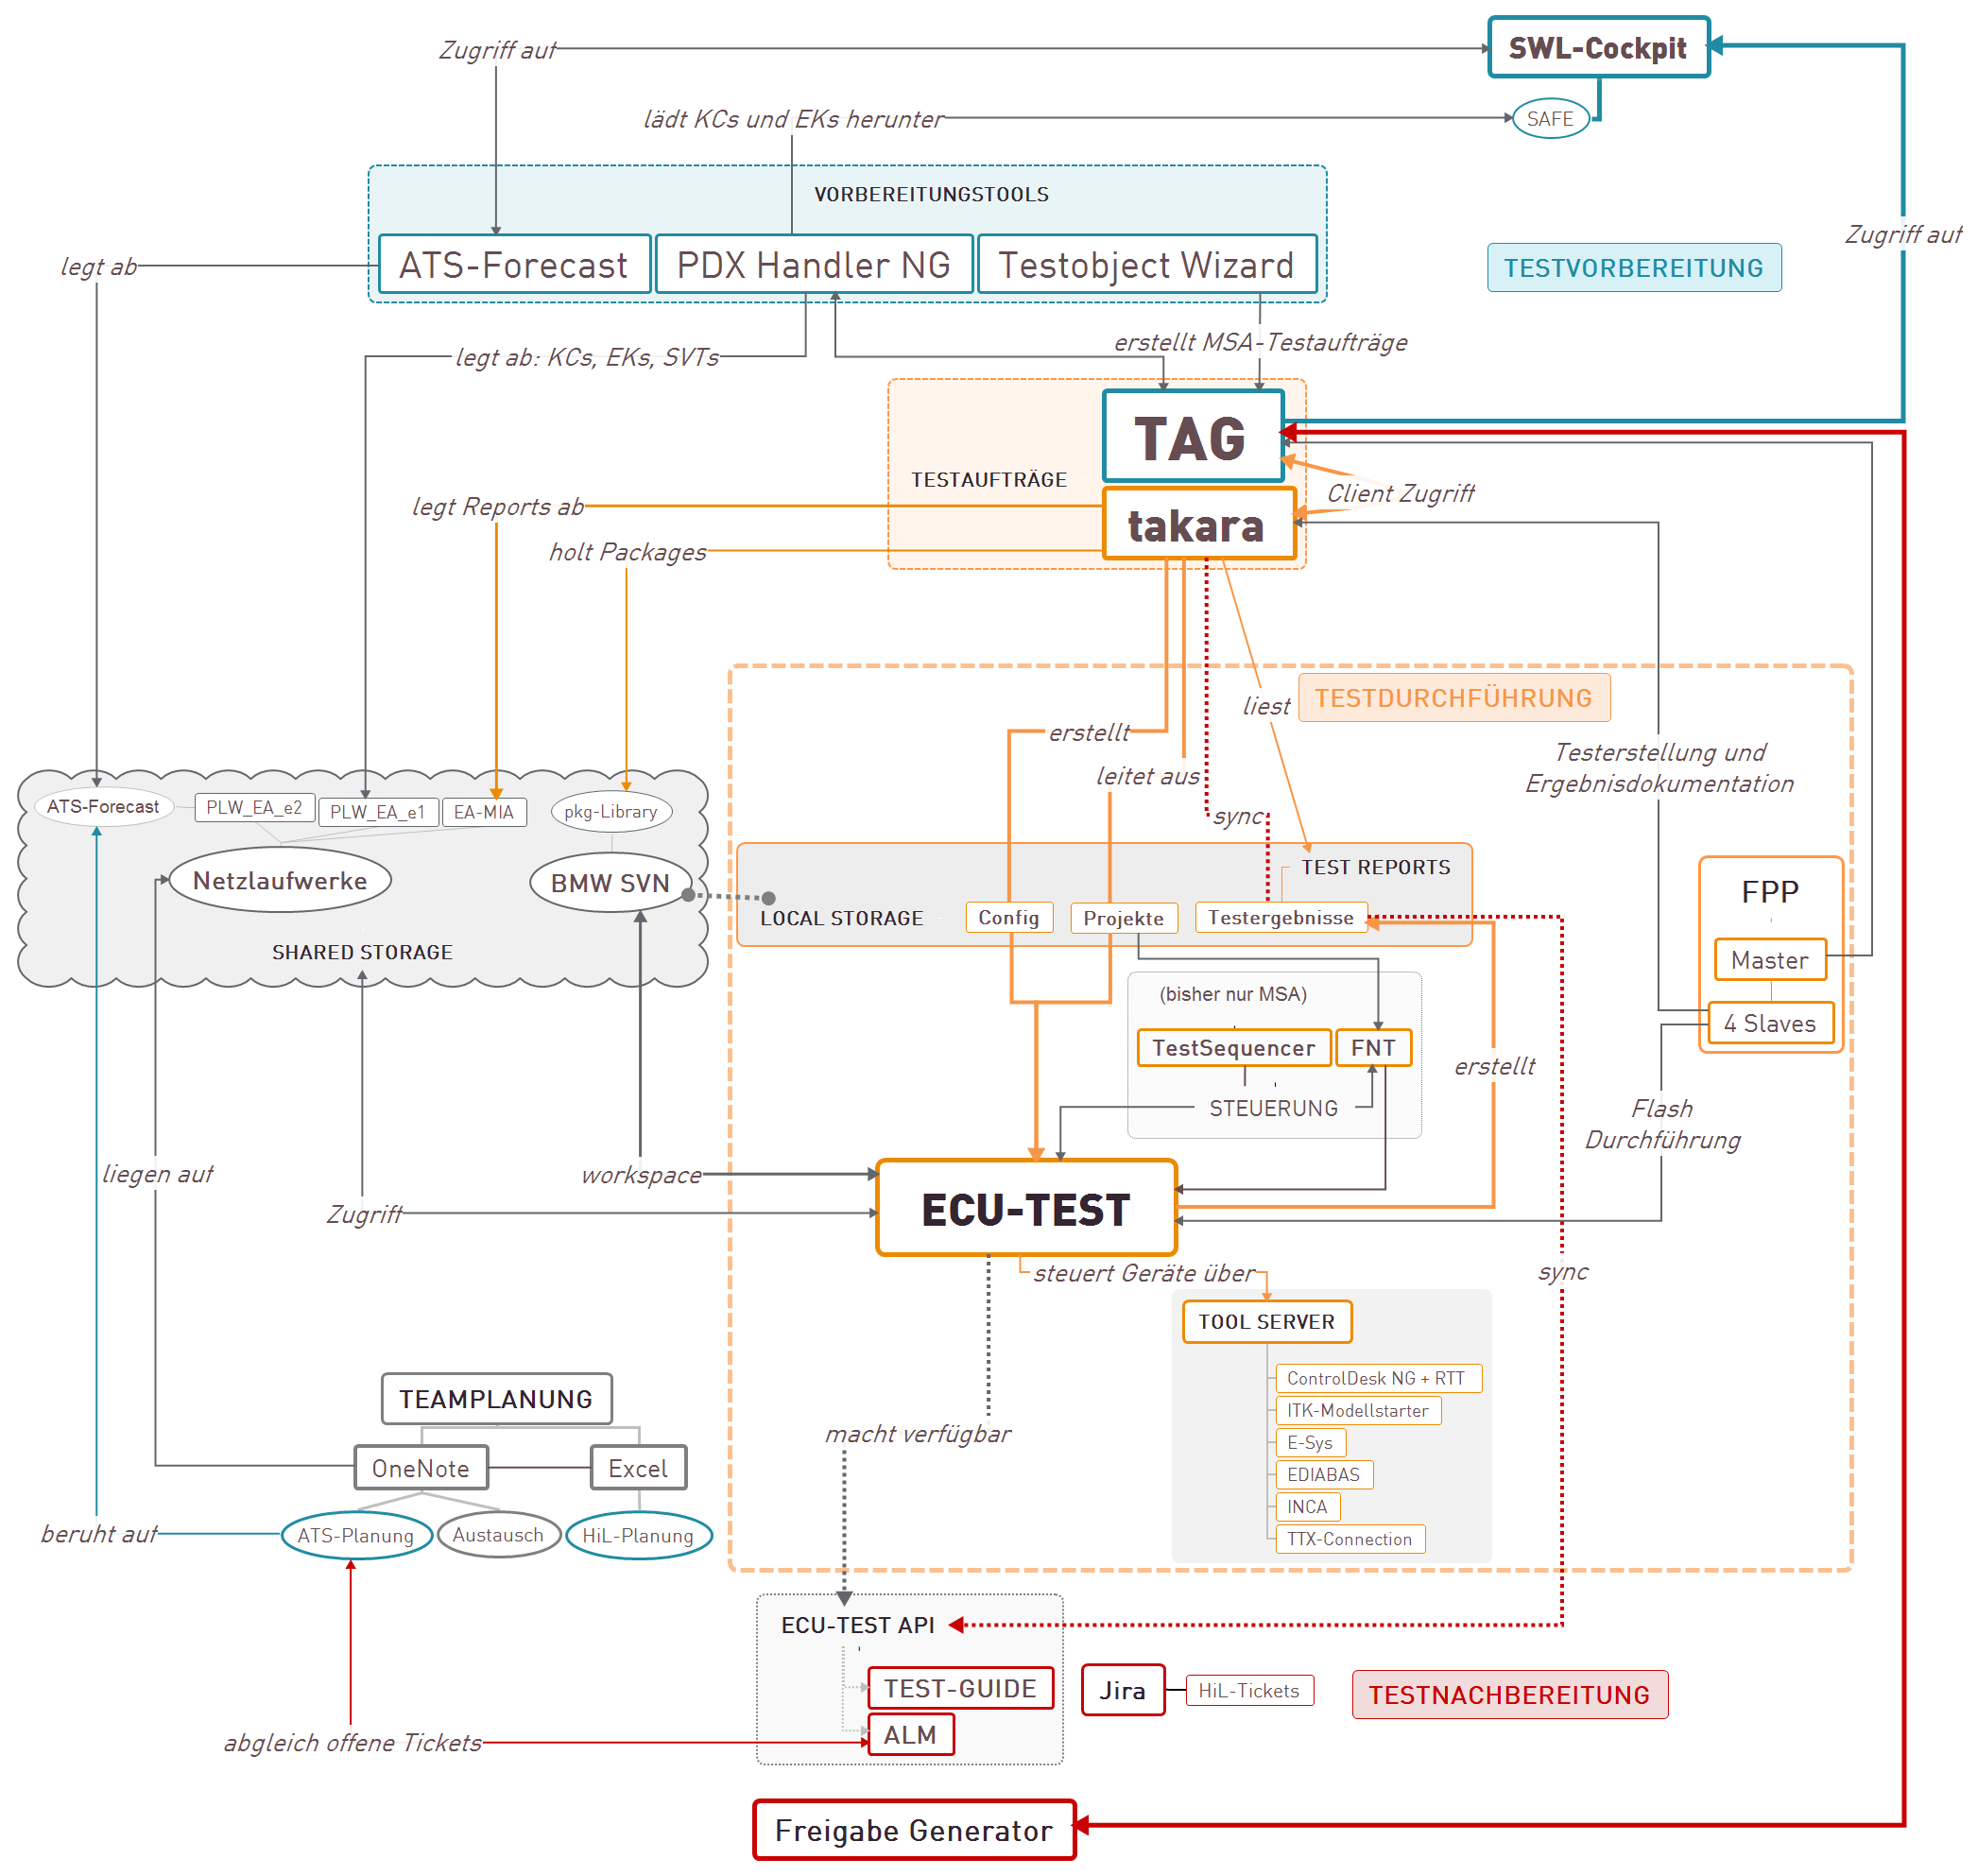 Zugriff auf
SWL-Cockpit
lädt KCs und EKs herunter
SAFE
VORBEREITUNGSTOOLS
Zugriff auf
legt ab
ATS-Forecast
PDX Handler NG
Testobject Wizard
TESTVORBEREITUNG
legt ab: KCs, EKs, SVTs
erstellt MSA-Testaufträge
TAG
TESTAUFTRÄGE
Client Zugriff
legt Reports ab
takara
holt Packages
liest
TESTDURCHFÜHRUNG
erstellt
leitet aus
Testerstellung und
Ergebnisdokumentation
sync
ATS-Forecast
PLW_EA_e2
PLW_EA_e1
EA-MIA
pkg-Library
Netzlaufwerke
BMW SVN
TEST REPORTS
SHARED STORAGE
LOCAL STORAGE
Config
Projekte
Testergebnisse
FPP
Master
4 Slaves
(bisher nur MSA)
TestSequencer
FNT
STEUERUNG
erstellt
Flash
Durchführung
liegen auf
workspace
Zugriff
ECU-TEST
steuert Geräte über
sync
TOOL SERVER
ControlDesk NG + RTT
ITK-Modellstarter
E-Sys
EDIABAS
INCA
TTX-Connection
TEAMPLANUNG
OneNote
Excel
macht verfügbar
beruht auf
ATS-Planung
Austausch
HiL-Planung
ECU-TEST API
TEST-GUIDE
ALM
Jira
HiL-Tickets
TESTNACHBEREITUNG
abgleich offene Tickets
Freigabe Generator